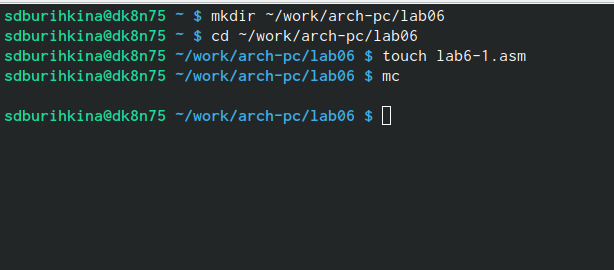 sdburihkina@dk8n75 ~ $ mkdir ~/work/arch-pc/lab06
sdburihkina@dk8n75 ~ $ cd ~/work/arch-pc/lab06
sdburihkina@dk8n75 ~/work/arch-pc/lab06 $ touch lab6-1.asm
sdburihkina@dk8n75 ~/work/arch-pc/lab06 $ mc
sdburihkina@dk8n75 ~/work/arch-pc/lab06 $